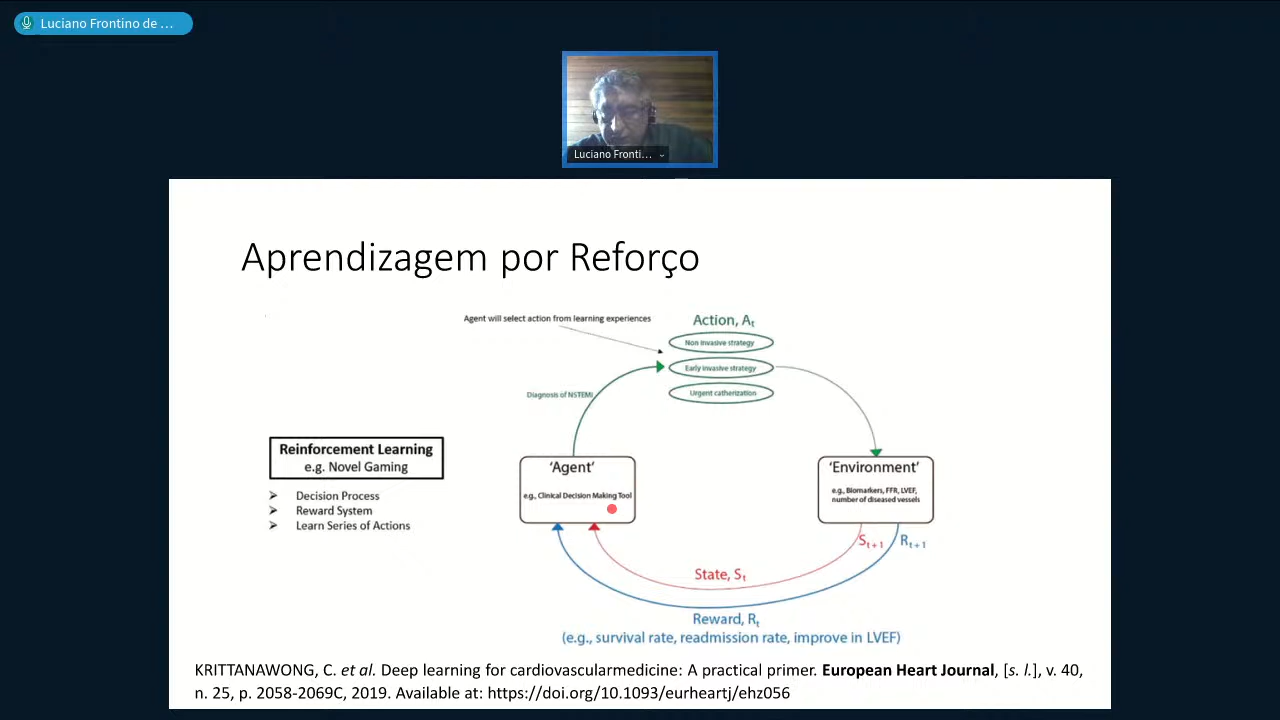 Luciano Frontino de ...
Luciano Fronti...
Aprendizagem por Reforço
Agent will select action from learning experiences
Action, At
Non invasive strategy
Early invasive strategy
Urgent catherization
Diagnosis of NSTEMI
Reinforcement Learning
e.g. Novel Gaming
Decision Process
Reward System
Learn Series of Actions
'Agent'
e.g., Clinical Decision Making Tool
'Environment'
e.g., Biomarkers, FFR, LVEF,
number of diseased vessels
St+1
Rt+1
State, St
Reward, Rt
(e.g., survival rate, readmission rate, improve in LVEF)
KRITTANAWONG, C. et al. Deep learning for cardiovascularmedicine: A practical primer. European Heart Journal, [s. l.], v. 40,
n. 25, p. 2058-2069C, 2019. Available at: https://doi.org/10.1093/eurheartj/ehz056